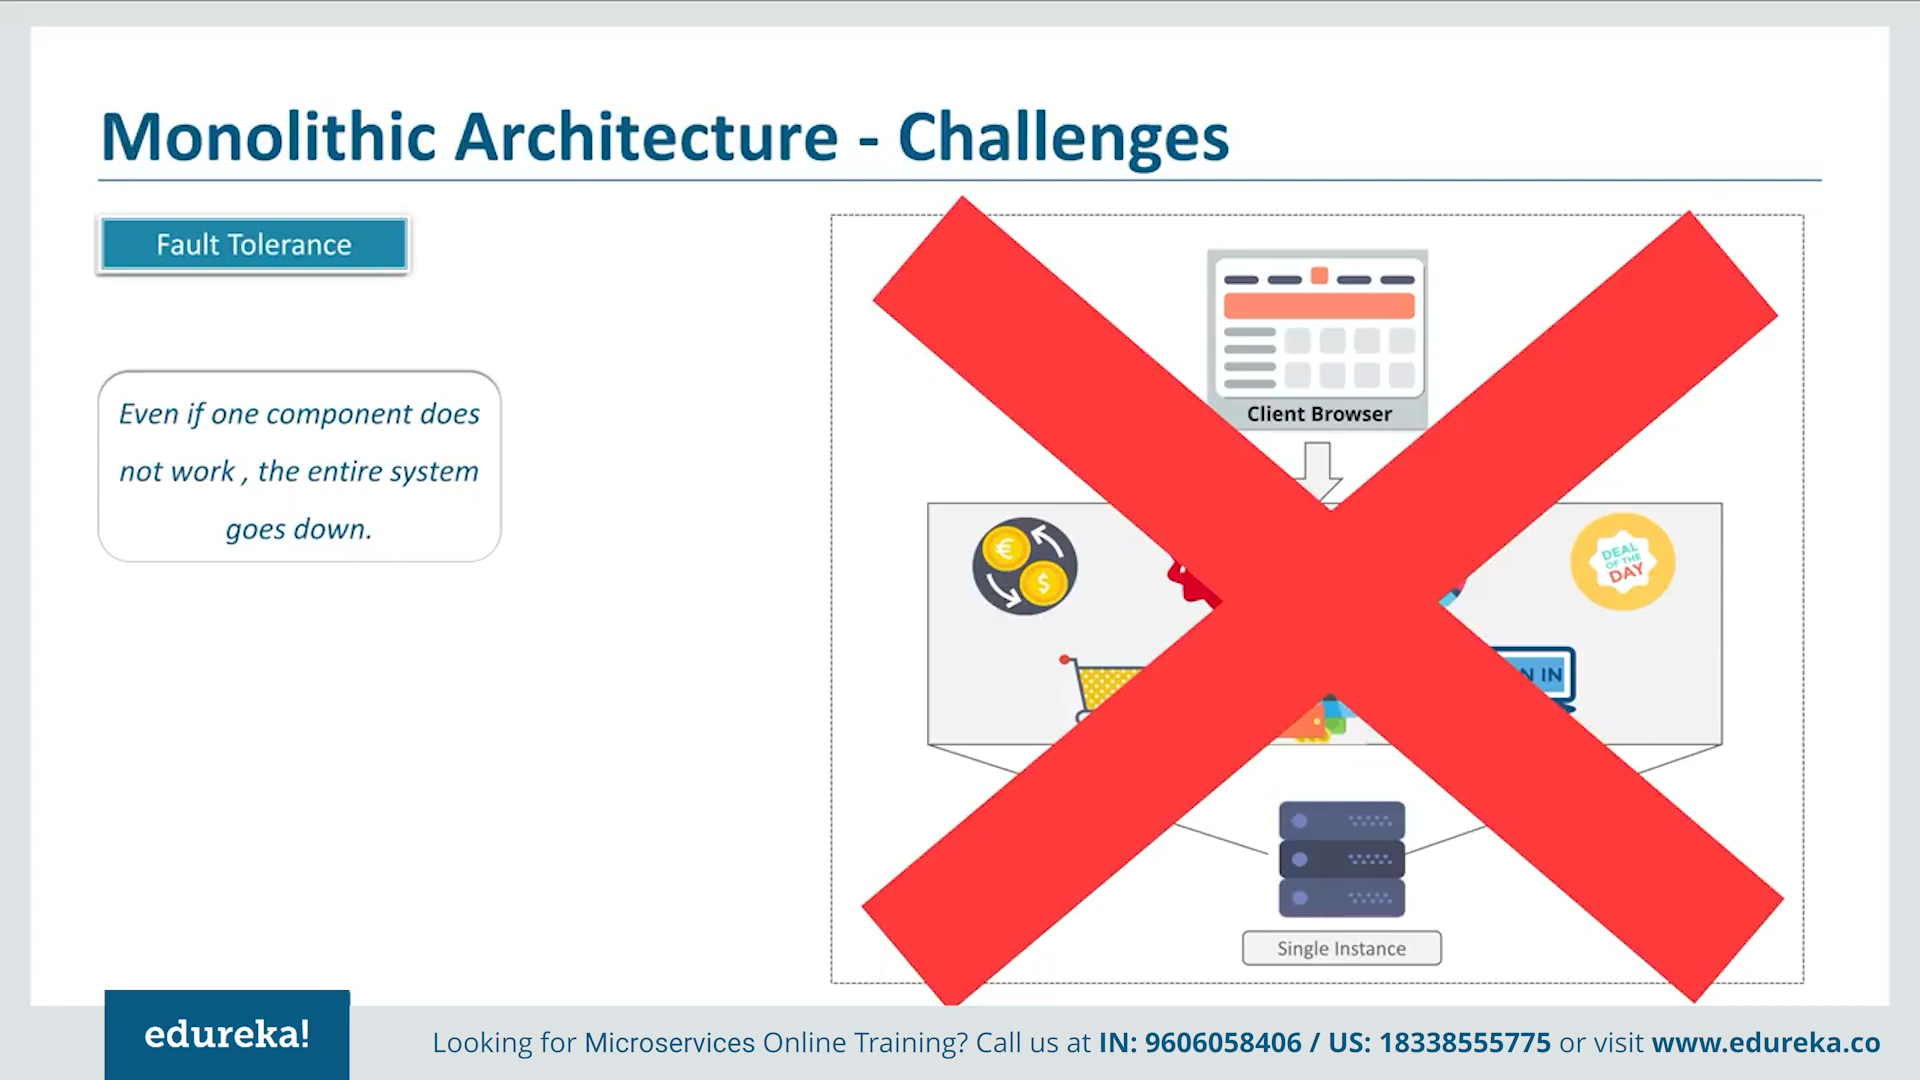 Monolithic Architecture - Challenges
Fault Tolerance
Even if one component does
not work , the entire system
goes down.
Client Browser
€
$
DEAL
OF THE
DAY
N IN
Single Instance
edureka!
Looking for Microservices Online Training? Call us at IN: 9606058406 / US: 18338555775 or visit www.edureka.co